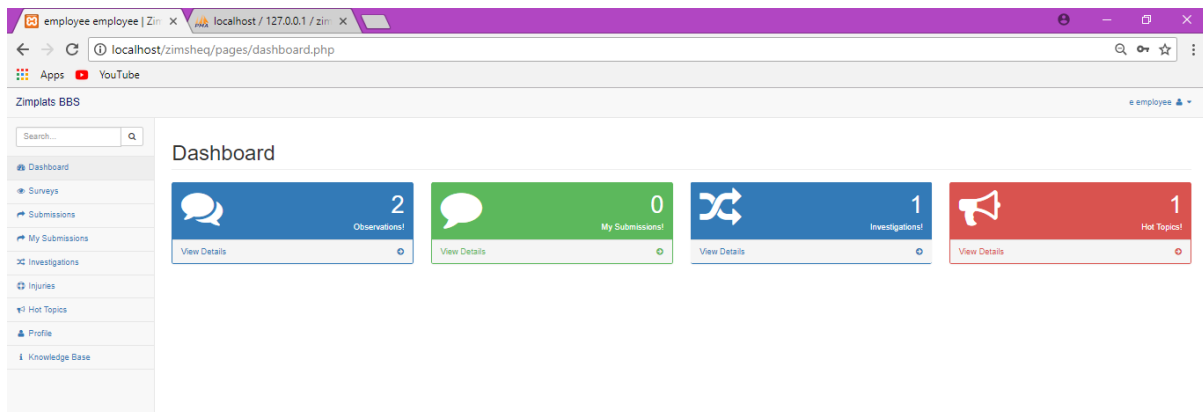 employee employee | Zim
localhost / 127.0.0.1 / zim
localhost/zimsheq/pages/dashboard.php
Apps YouTube
Zimplats BBS
e employee
Search...
Dashboard
Surveys
Submissions
My Submissions
Investigations
Injuries
Hot Topics
Profile
Knowledge Base
Dashboard
2
Observations!
View Details
0
My Submissions!
View Details
1
Investigations!
View Details
1
Hot Topics!
View Details